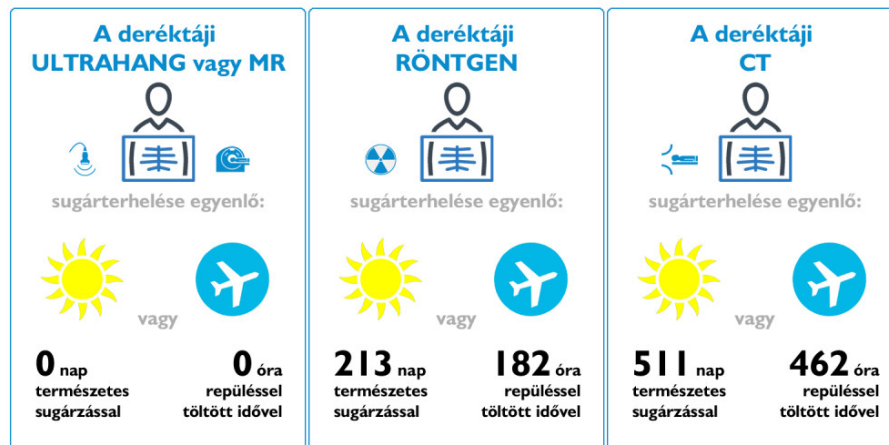 A deréktáji
ULTRAHANG vagy MR
sugárterhelése egyenlő:
vagy
0 nap
természetes
sugárzással
0 óra
repüléssel
töltött idővel
A deréktáji
RÖNTGEN
sugárterhelése egyenlő:
vagy
213 nap
természetes
sugárzással
182 óra
repüléssel
töltött idővel
A deréktáji
CT
sugárterhelése egyenlő:
vagy
511 nap
természetes
sugárzással
462 óra
repüléssel
töltött idővel